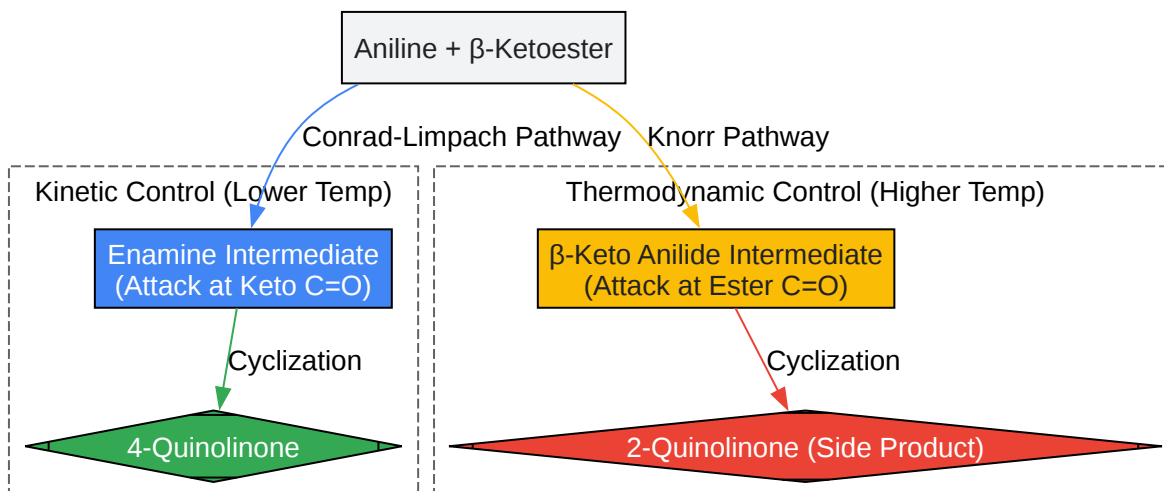 Aniline + β-Ketoester
Conrad-Limpach Pathway
Knorr Pathway
Kinetic Control (Lower Temp)
Thermodynamic Control (Higher Temp)
Enamine Intermediate
(Attack at Keto C=O)
β-Keto Anilide Intermediate
(Attack at Ester C=O)
Cyclization
Cyclization
4-Quinolinone
2-Quinolinone (Side Product)